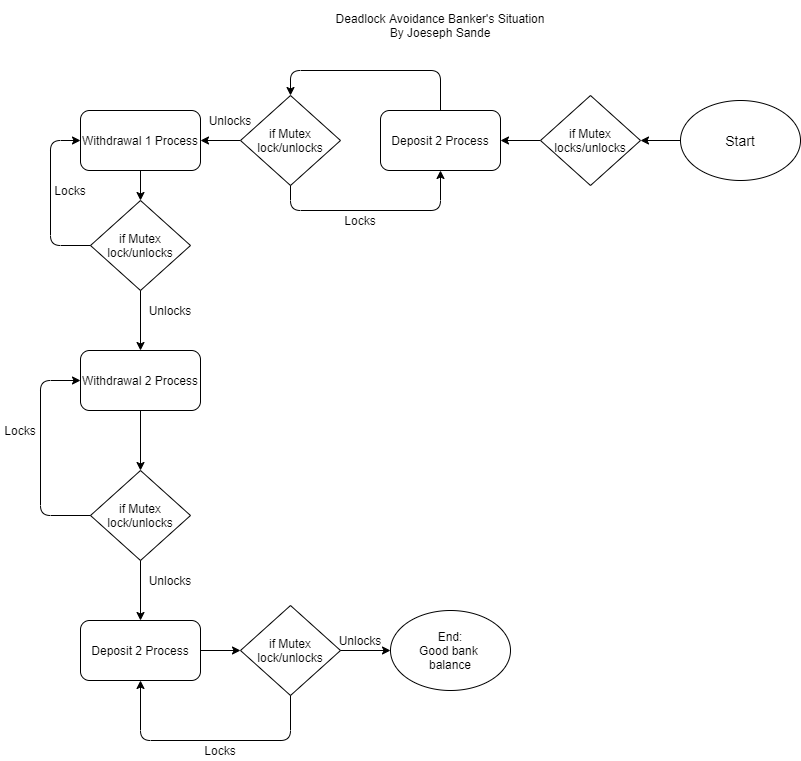 Deadlock Avoidance Banker's Situation
By Joeseph Sande
Start
if Mutex
locks/unlocks
Deposit 2 Process
if Mutex
lock/unlocks
Locks
Unlocks
Withdrawal 1 Process
Locks
if Mutex
lock/unlocks
Unlocks
Withdrawal 2 Process
Locks
if Mutex
lock/unlocks
Unlocks
Deposit 2 Process
if Mutex
lock/unlocks
Locks
Unlocks
End:
Good bank
balance